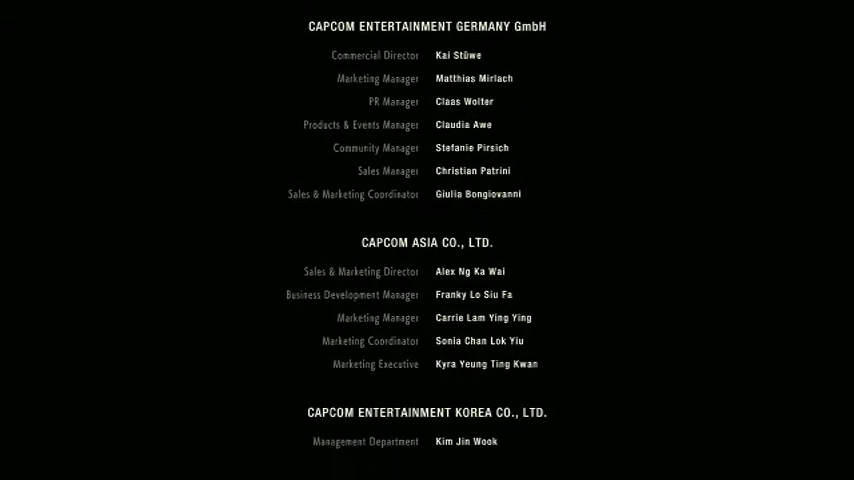 CAPCOM ENTERTAINMENT GERMANY GmbH
Commercial Director Kai Stüwe
Marketing Manager Matthias Mirlach
PR Manager Claas Wolter
Products & Events Manager Claudia Awe
Community Manager Stefanie Pirsich
Sales Manager Christian Patrini
Sales & Marketing Coordinator Giulia Bongiovanni
CAPCOM ASIA CO., LTD.
Sales & Marketing Director Alex Ng Ka Wai
Business Development Manager Franky Lo Siu Fa
Marketing Manager Carrie Lam Ying Ying
Marketing Coordinator Sonia Chan Lok Yiu
Marketing Executive Kyra Yeung Ting Kwan
CAPCOM ENTERTAINMENT KOREA CO., LTD.
Management Department Kim Jin Wook